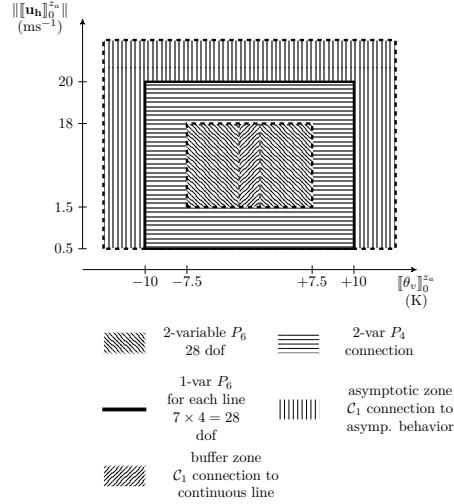 ‖⟦u_h⟧_0^{z_a}‖
(ms⁻¹)
20
18
1.5
0.5
−10 −7.5 +7.5 +10 ⟦θ_v⟧_0^{z_a}
(K)
2-variable P_6
28 dof
2-var P_4
connection
1-var P_6
for each line
7 × 4 = 28
dof
asymptotic zone
C_1 connection to
asymp. behavior
buffer zone
C_1 connection to
continuous line